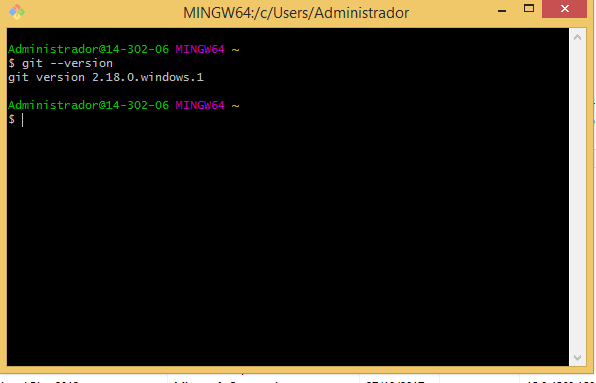 MINGW64:/c/Users/Administrador
Administrador@14-302-06 MINGW64 ~
$ git --version
git version 2.18.0.windows.1
Administrador@14-302-06 MINGW64 ~
$